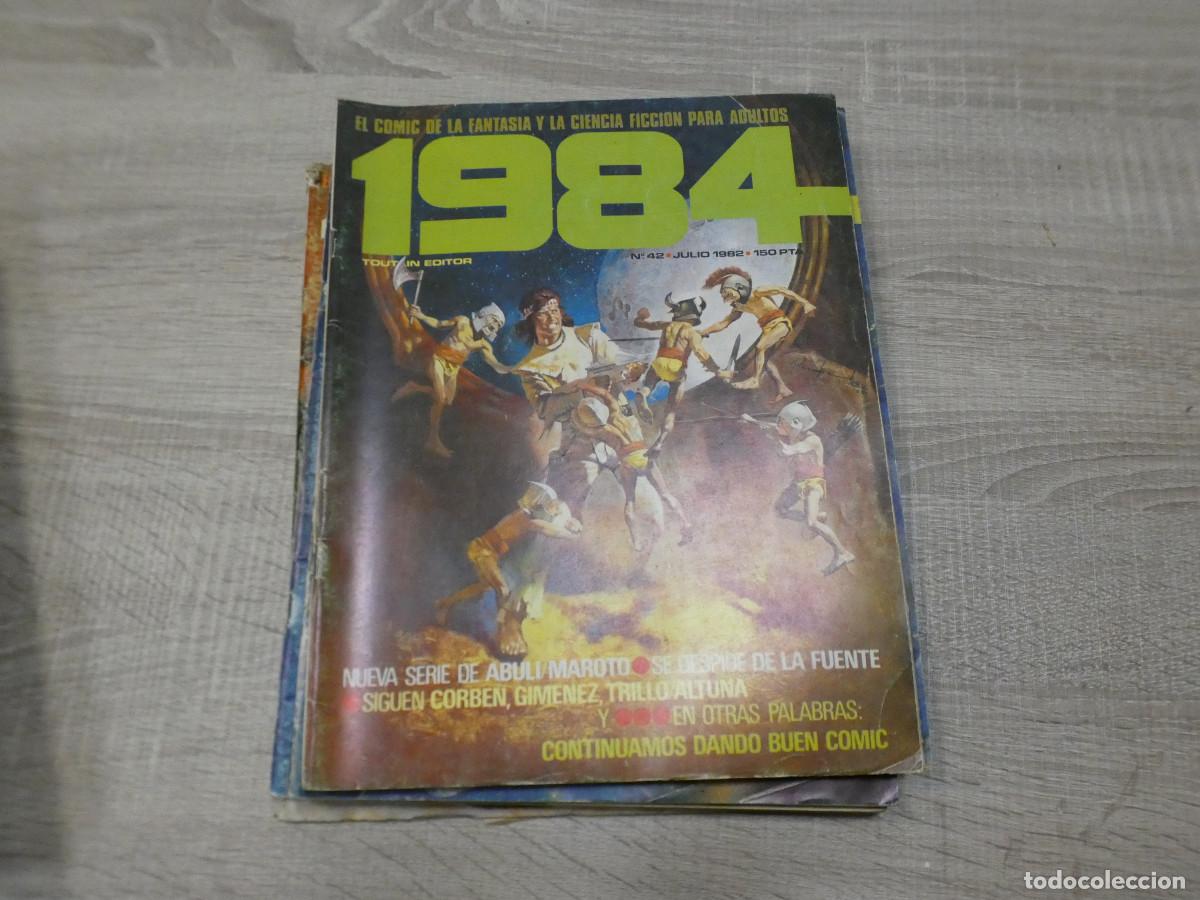 EL COMIC DE LA FANTASIA Y LA CIENCIA FICCION PARA ADULTOS
1984
TOUTAIN EDITOR
Nº 42 • JULIO 1982 • 150 PTA
NUEVA SERIE DE ABULI/MAROTO • SE DESPIDE DE LA FUENTE
• SIGUEN CORBEN, GIMENEZ, TRILLO/ALTUNA
Y ••• EN OTRAS PALABRAS:
CONTINUAMOS DANDO BUEN COMIC
todocoleccion